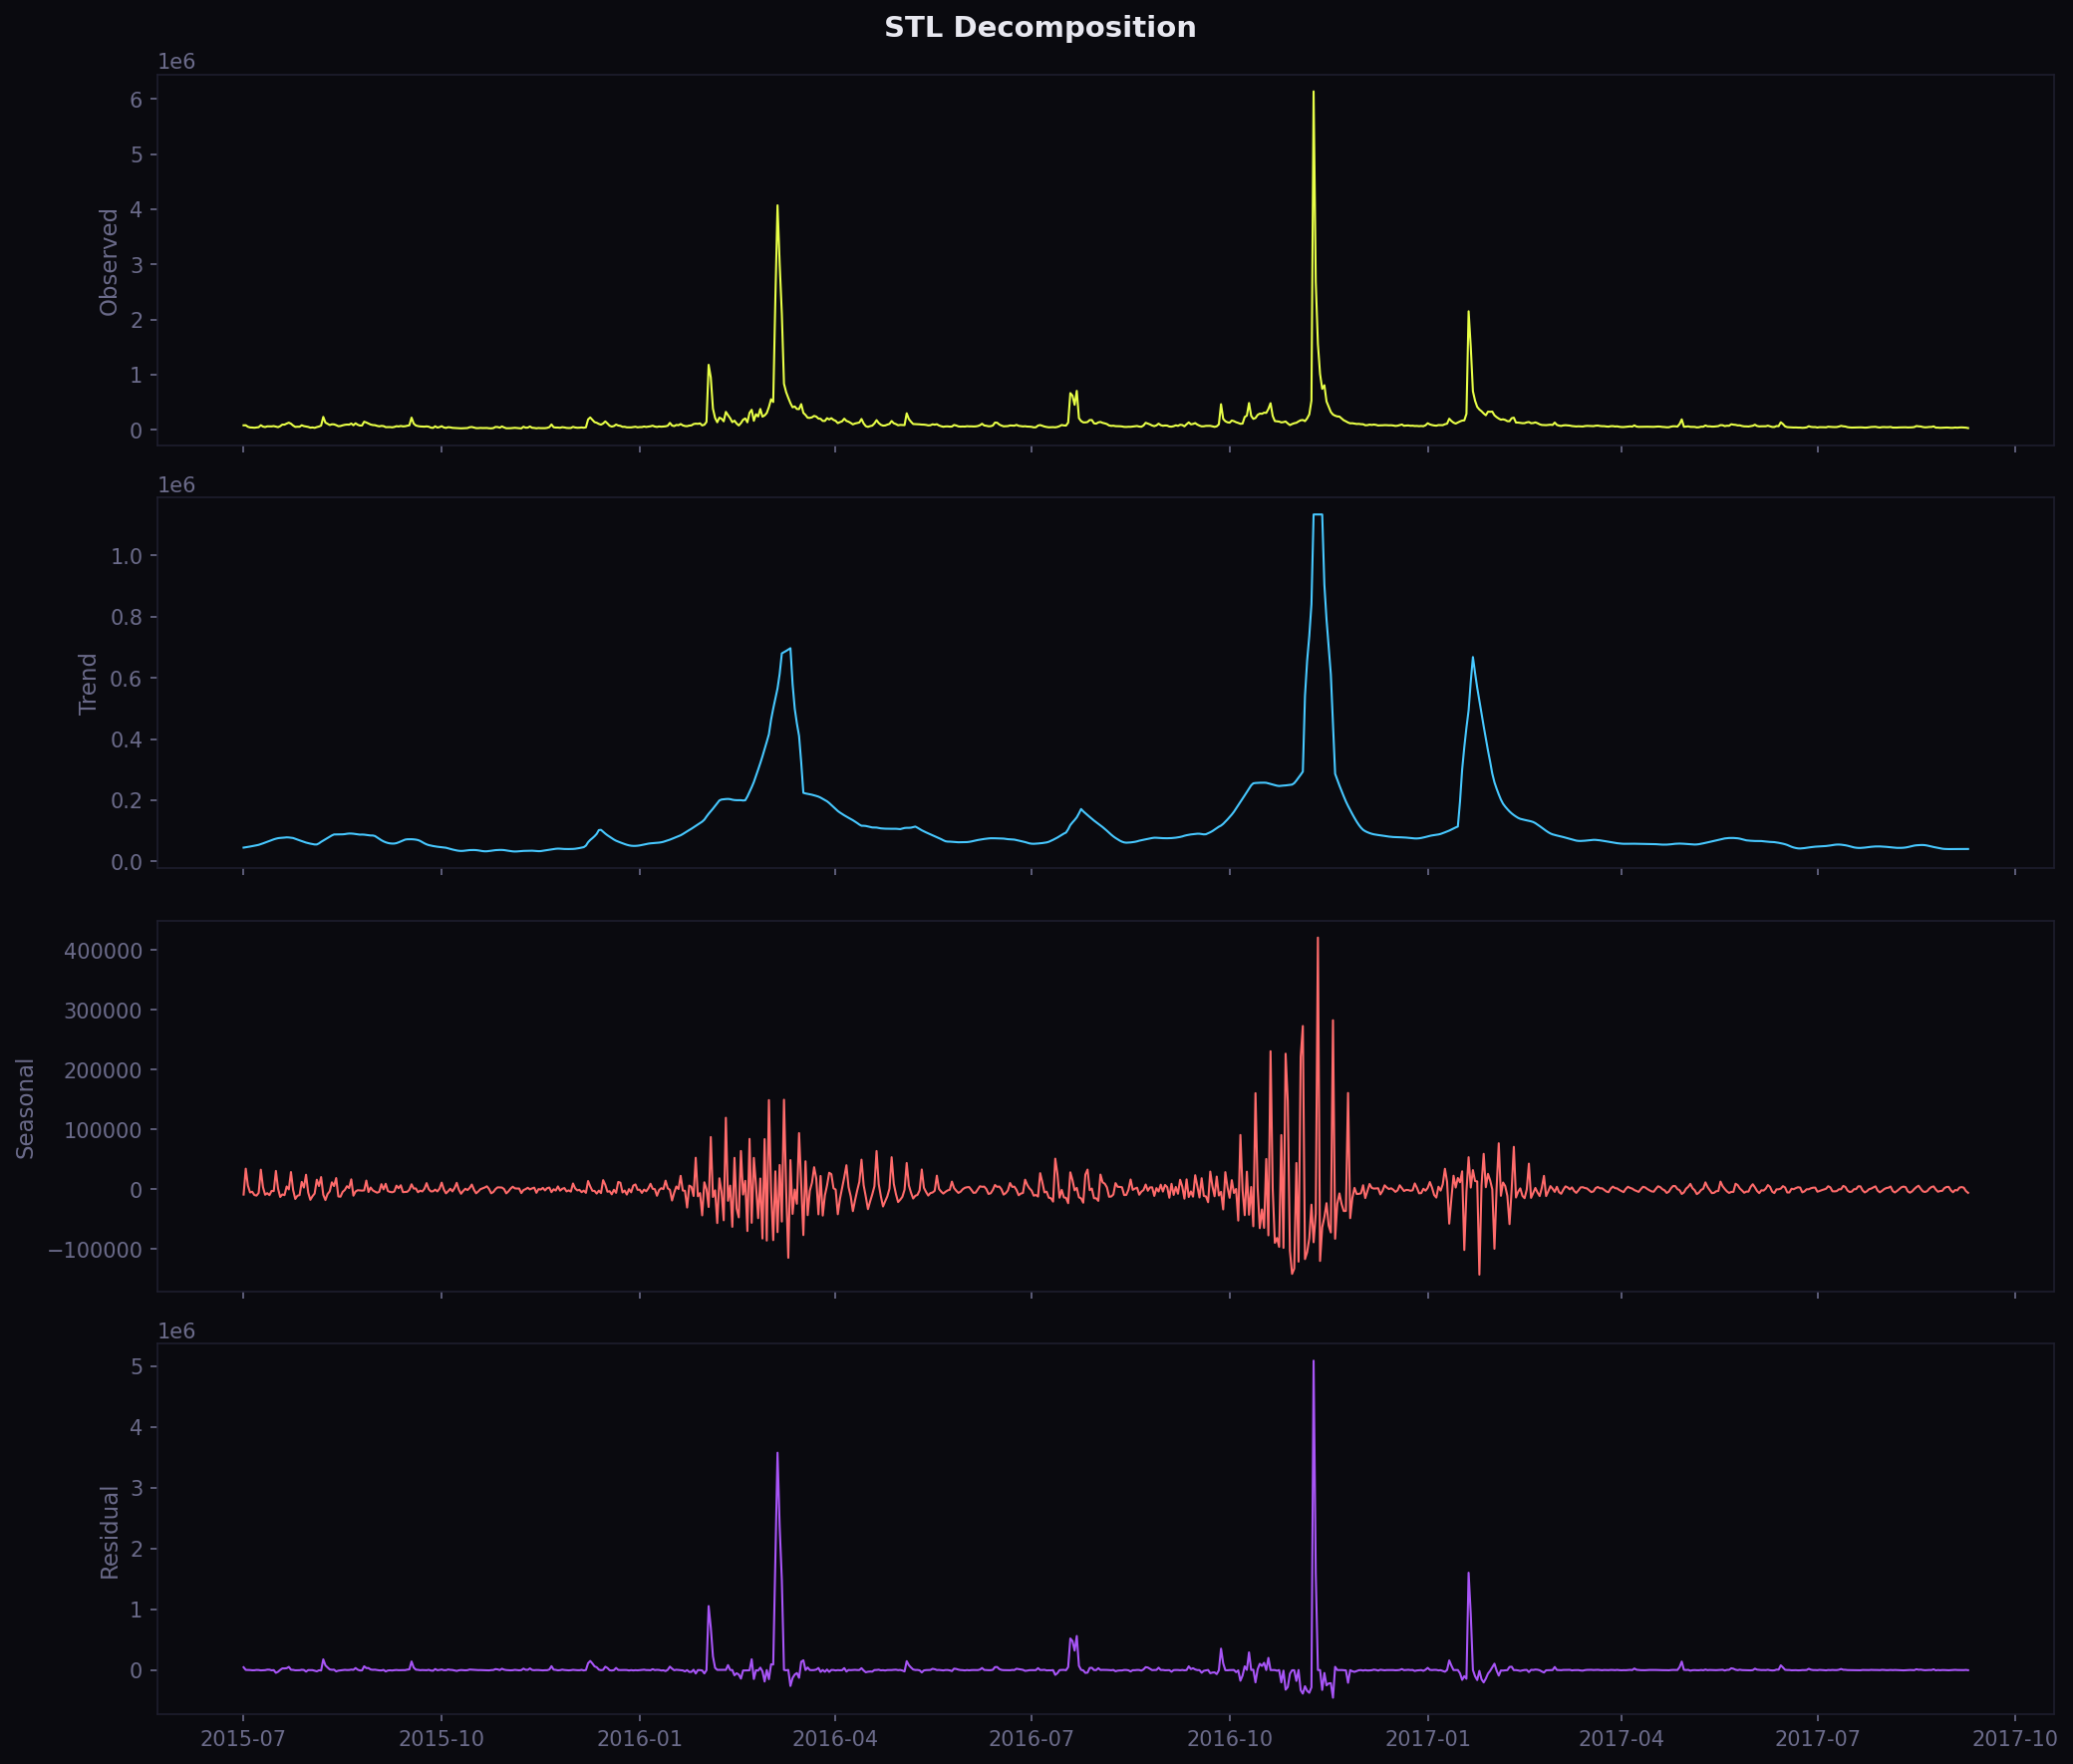 STL Decomposition
1e6
6
5
4
3
2
1
0
Observed
1e6
1.0
0.8
0.6
0.4
0.2
0.0
Trend
400000
300000
200000
100000
0
−100000
Seasonal
1e6
5
4
3
2
1
0
Residual
2015-07 2015-10 2016-01 2016-04 2016-07 2016-10 2017-01 2017-04 2017-07 2017-10